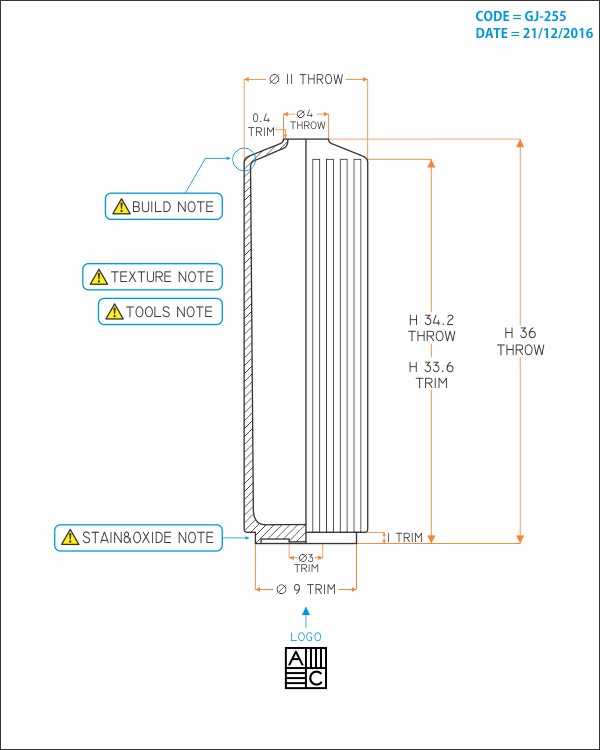 CODE = GJ-255
DATE = 21/12/2016
Ø 11 THROW
0.4
TRIM
Ø4
THROW
BUILD NOTE
TEXTURE NOTE
TOOLS NOTE
H 34.2
THROW
H 33.6
TRIM
H 36
THROW
STAIN&OXIDE NOTE
1 TRIM
Ø3
TRIM
Ø 9 TRIM
LOGO
A
C